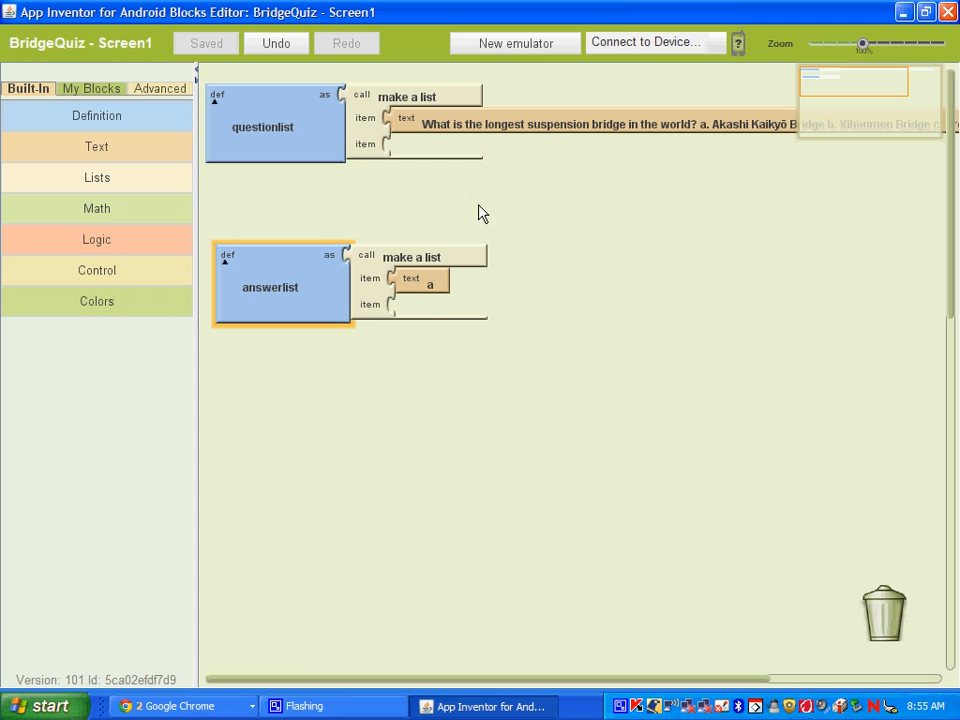 App Inventor for Android Blocks Editor: BridgeQuiz - Screen1
BridgeQuiz - Screen1
Saved
Undo
Redo
New emulator
Connect to Device...
?
Zoom
100%
Built-In
My Blocks
Advanced
Definition
Text
Lists
Math
Logic
Control
Colors
def as
questionlist
call make a list
item text What is the longest suspension bridge in the world? a. Akashi Kaikyō Bridge b. Xihoumen Bridge c.
item
def as
answerlist
call make a list
item text a
item
Version: 101 Id: 5ca02efdf7d9
start
2 Google Chrome
Flashing
App Inventor for And...
8:55 AM